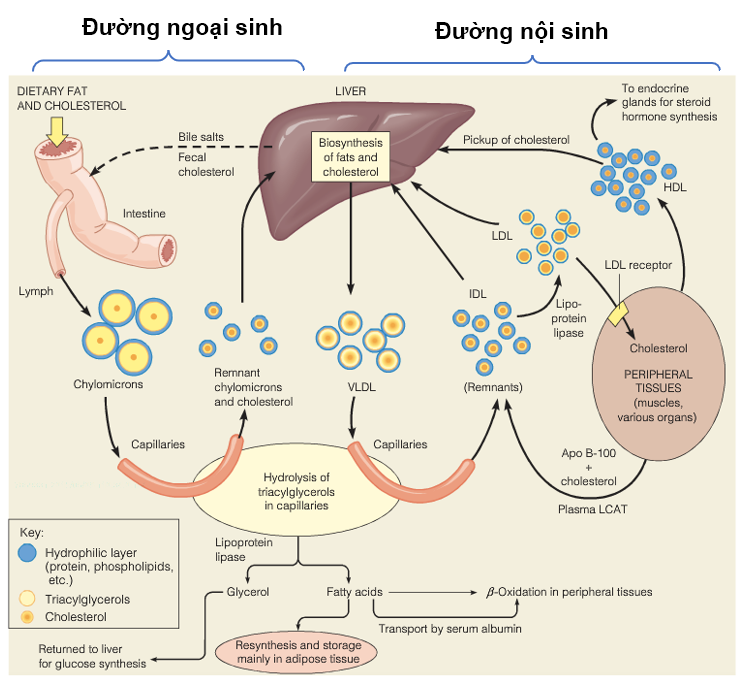 Đường ngoại sinh
Đường nội sinh
DIETARY FAT
AND CHOLESTEROL
LIVER
To endocrine
glands for steroid
hormone synthesis
Bile salts
Fecal
cholesterol
Biosynthesis
of fats and
cholesterol
Pickup of cholesterol
HDL
Intestine
LDL
LDL receptor
Lymph
IDL
Lipo-
protein
lipase
Cholesterol
PERIPHERAL
TISSUES
(muscles,
various organs)
Chylomicrons
Remnant
chylomicrons
and cholesterol
VLDL
(Remnants)
Capillaries
Capillaries
Apo B-100
+
cholesterol
Plasma LCAT
Hydrolysis of
triacylglycerols
in capillaries
Key:
Hydrophilic layer
(protein, phospholipids,
etc.)
Triacylglycerols
Cholesterol
Lipoprotein
lipase
Glycerol
Fatty acids
β-Oxidation in peripheral tissues
Transport by serum albumin
Returned to liver
for glucose synthesis
Resynthesis and storage
mainly in adipose tissue